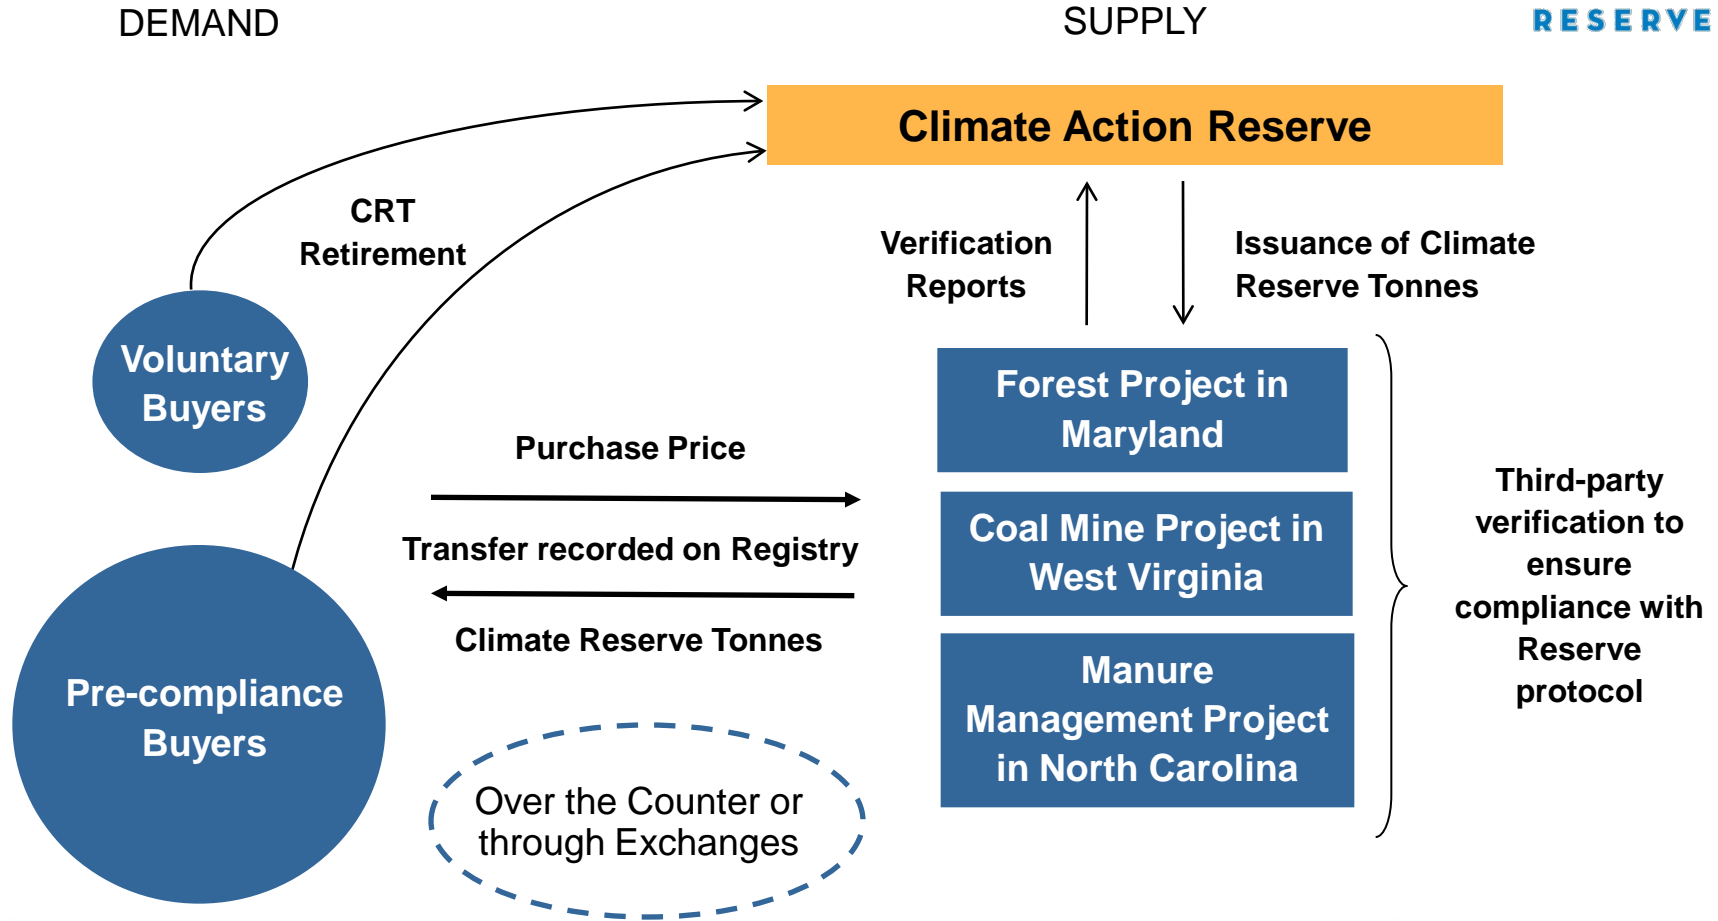 DEMAND
SUPPLY
RESERVE
Climate Action Reserve
CRT
Retirement
Verification
Reports
Issuance of Climate
Reserve Tonnes
Voluntary
Buyers
Purchase Price
Transfer recorded on Registry
Climate Reserve Tonnes
Pre-compliance
Buyers
Over the Counter or
through Exchanges
Forest Project in
Maryland
Coal Mine Project in
West Virginia
Manure
Management Project
in North Carolina
Third-party
verification to
ensure
compliance with
Reserve
protocol